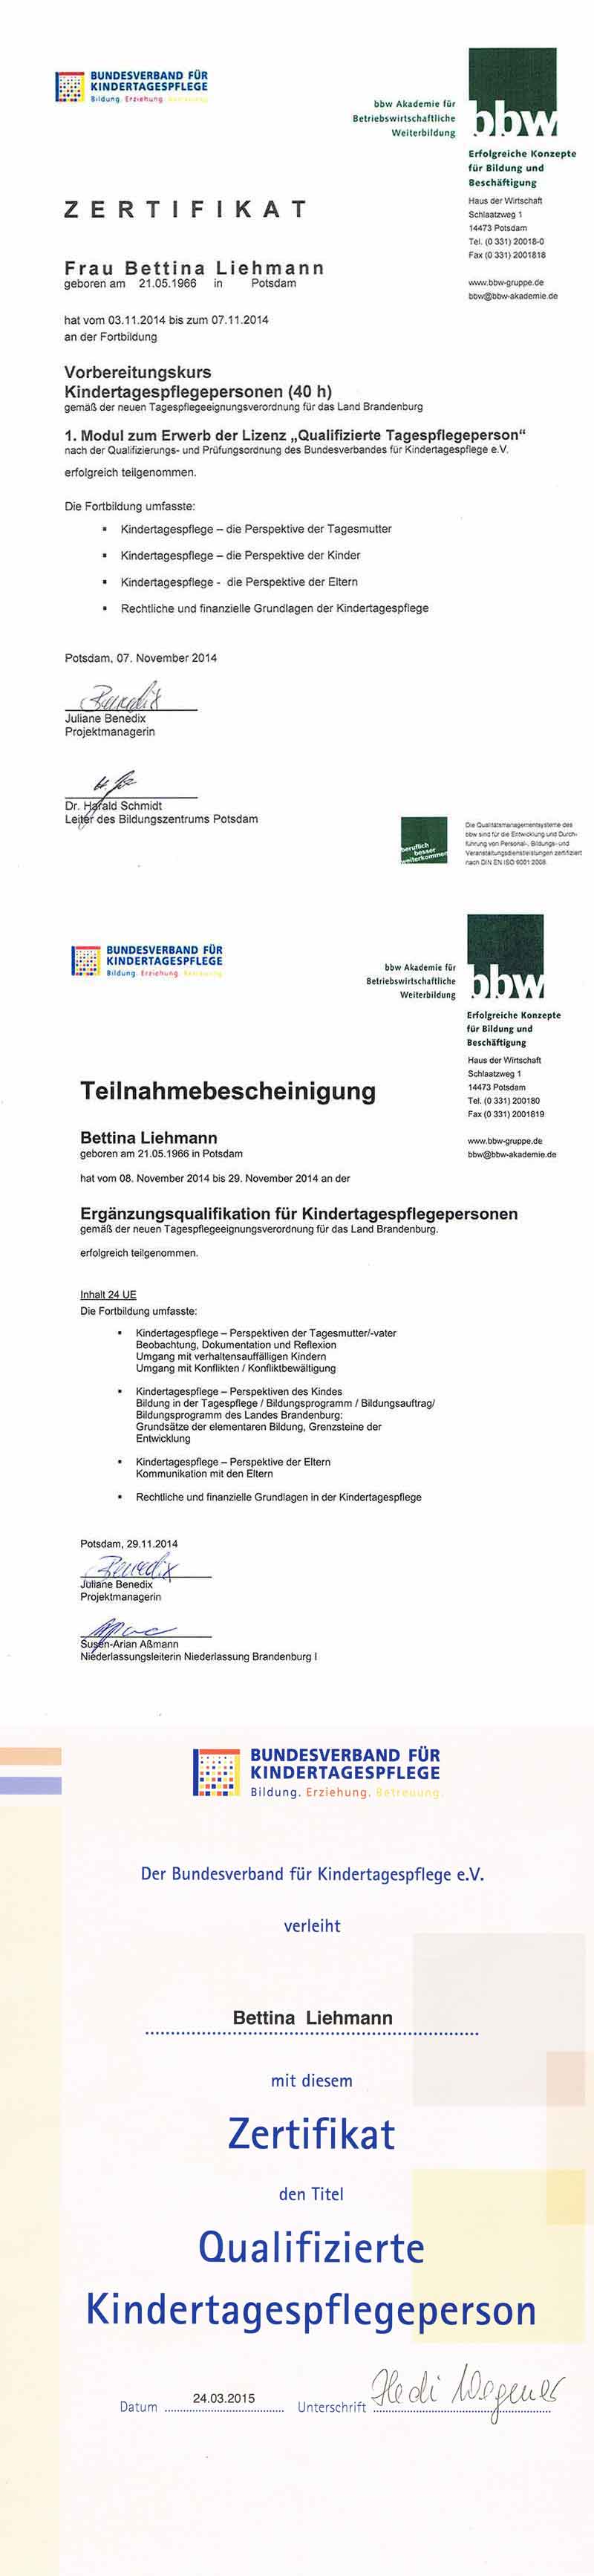 BUNDESVERBAND FÜR
KINDERTAGESPFLEGE
Bildung. Erziehung. Betreuung.
bbw Akademie für
Betriebswirtschaftliche
Weiterbildung
bbw
Erfolgreiche Konzepte
für Bildung und
Beschäftigung
Haus der Wirtschaft
Schlaatzweg 1
14473 Potsdam
Tel. (0 331) 20018-0
Fax (0 331) 2001818
www.bbw-gruppe.de
bbw@bbw-akademie.de
ZERTIFIKAT
Frau Bettina Liehmann
geboren am 21.05.1966 in Potsdam
hat vom 03.11.2014 bis zum 07.11.2014
an der Fortbildung
Vorbereitungskurs
Kindertagespflegepersonen (40 h)
gemäß der neuen Tagespflegeeignungsverordnung für das Land Brandenburg
1. Modul zum Erwerb der Lizenz „Qualifizierte Tagespflegeperson“
nach der Qualifizierungs- und Prüfungsordnung des Bundesverbandes für Kindertagespflege e.V.
erfolgreich teilgenommen.
Die Fortbildung umfasste:
▪ Kindertagespflege – die Perspektive der Tagesmutter
▪ Kindertagespflege – die Perspektive der Kinder
▪ Kindertagespflege - die Perspektive der Eltern
▪ Rechtliche und finanzielle Grundlagen der Kindertagespflege
Potsdam, 07. November 2014
Benedix
Juliane Benedix
Projektmanagerin
Dr. Harald Schmidt
Leiter des Bildungszentrums Potsdam
beruflich
besser
weiterkommen
Die Qualitätsmanagementsysteme des
bbw sind für die Entwicklung und Durch-
führung von Personal-, Bildungs- und
Veranstaltungsdienstleistungen zertifiziert
nach DIN EN ISO 9001:2008
BUNDESVERBAND FÜR
KINDERTAGESPFLEGE
Bildung. Erziehung. Betreuung.
bbw Akademie für
Betriebswirtschaftliche
Weiterbildung
bbw
Erfolgreiche Konzepte
für Bildung und
Beschäftigung
Haus der Wirtschaft
Schlaatzweg 1
14473 Potsdam
Tel. (0 331) 200180
Fax (0 331) 2001819
www.bbw-gruppe.de
bbw@bbw-akademie.de
Teilnahmebescheinigung
Bettina Liehmann
geboren am 21.05.1966 in Potsdam
hat vom 08. November 2014 bis 29. November 2014 an der
Ergänzungsqualifikation für Kindertagespflegepersonen
gemäß der neuen Tagespflegeeignungsverordnung für das Land Brandenburg.
erfolgreich teilgenommen.
Inhalt 24 UE
Die Fortbildung umfasste:
• Kindertagespflege – Perspektiven der Tagesmutter/-vater
Beobachtung, Dokumentation und Reflexion
Umgang mit verhaltensauffälligen Kindern
Umgang mit Konflikten / Konfliktbewältigung
• Kindertagespflege – Perspektiven des Kindes
Bildung in der Tagespflege / Bildungsprogramm / Bildungsauftrag/
Bildungsprogramm des Landes Brandenburg:
Grundsätze der elementaren Bildung, Grenzsteine der
Entwicklung
• Kindertagespflege – Perspektive der Eltern
Kommunikation mit den Eltern
• Rechtliche und finanzielle Grundlagen in der Kindertagespflege
Potsdam, 29.11.2014
Benedix
Juliane Benedix
Projektmanagerin
Susen-Arian Aßmann
Niederlassungsleiterin Niederlassung Brandenburg I
BUNDESVERBAND FÜR
KINDERTAGESPFLEGE
Bildung. Erziehung. Betreuung.
Der Bundesverband für Kindertagespflege e.V.
verleiht
Bettina Liehmann
mit diesem
Zertifikat
den Titel
Qualifizierte
Kindertagespflegeperson
Datum 24.03.2015 Unterschrift Hedi Wegener